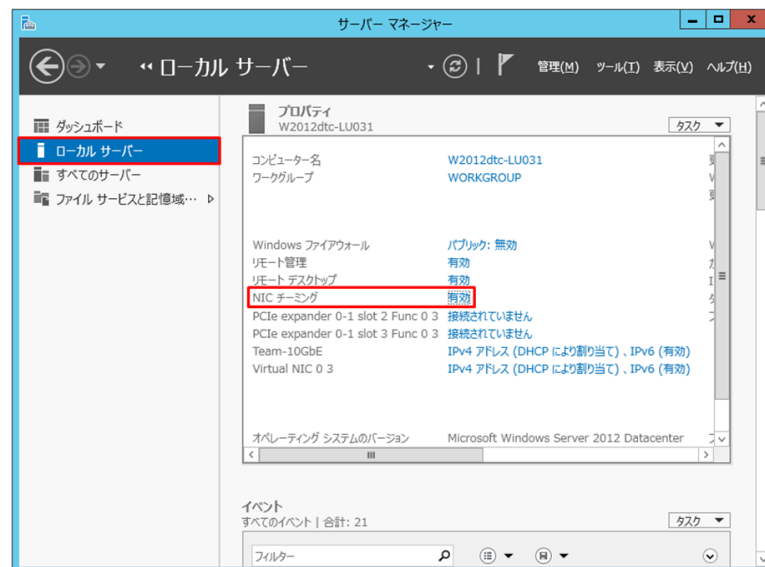 サーバー マネージャー
ローカル サーバー
管理(M) ツール(T) 表示(V) ヘルプ(H)
ダッシュボード
ローカル サーバー
すべてのサーバー
ファイル サービスと記憶域…
プロパティ
W2012dtc-LU031
タスク
コンピューター名 W2012dtc-LU031
ワークグループ WORKGROUP
Windows ファイアウォール パブリック: 無効
リモート管理 有効
リモート デスクトップ 有効
NIC チーミング 有効
PCIe expander 0-1 slot 2 Func 0 3 接続されていません
PCIe expander 0-1 slot 3 Func 0 3 接続されていません
Team-10GbE IPv4 アドレス (DHCP により割り当て) 、IPv6 (有効)
Virtual NIC 0 3 IPv4 アドレス (DHCP により割り当て) 、IPv6 (有効)
オペレーティング システムのバージョン Microsoft Windows Server 2012 Datacenter
イベント
すべてのイベント | 合計: 21
タスク
フィルター